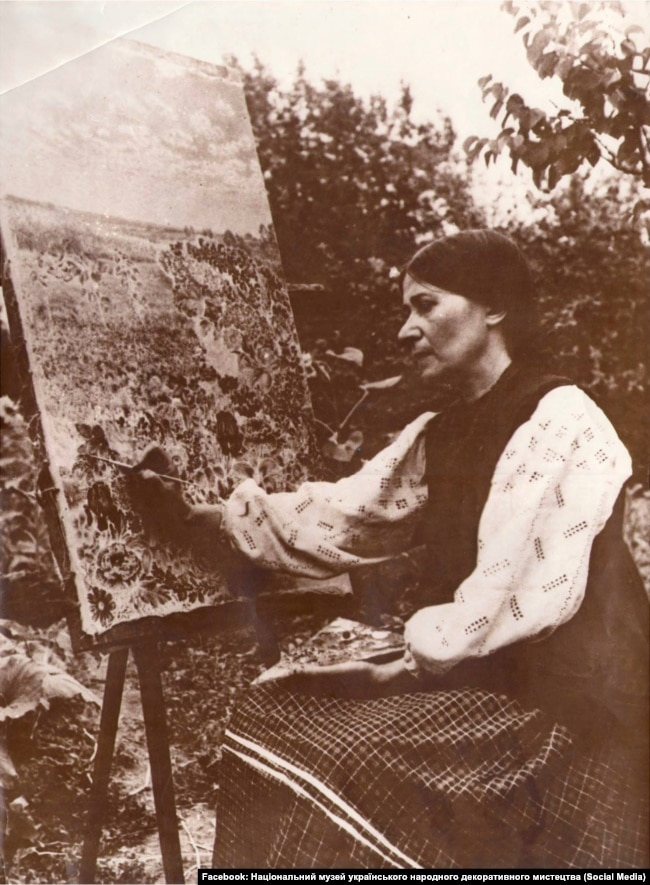 Facebook: Національний музей українського народного декоративного мистецтва (Social Media)